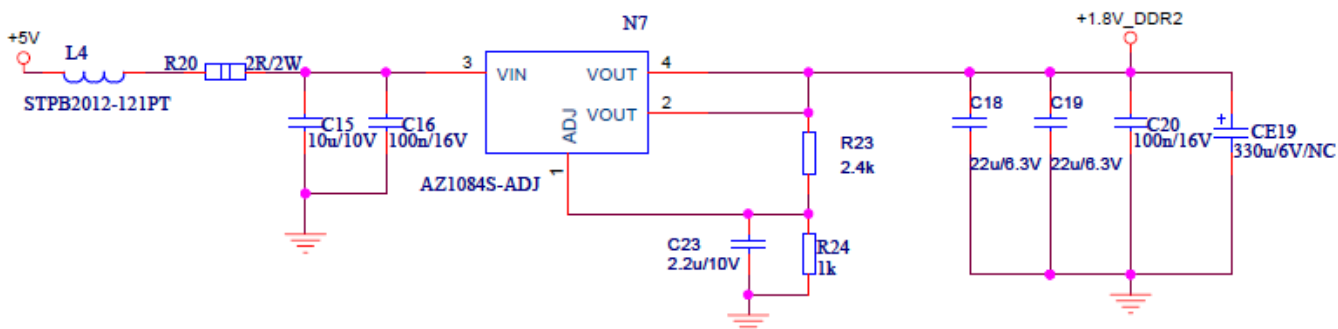 N7
+1.8V_DDR2
+5V
L4
R20
2R/2W
3
VIN
VOUT
4
STPB2012-121PT
C15
10u/10V
C16
100n/16V
ADJ
VOUT
2
C18
C19
C20
100n/16V
+
CE19
330u/6V/NC
R23
2.4k
22u/6.3V
22u/6.3V
1
AZ1084S-ADJ
C23
2.2u/10V
R24
1k